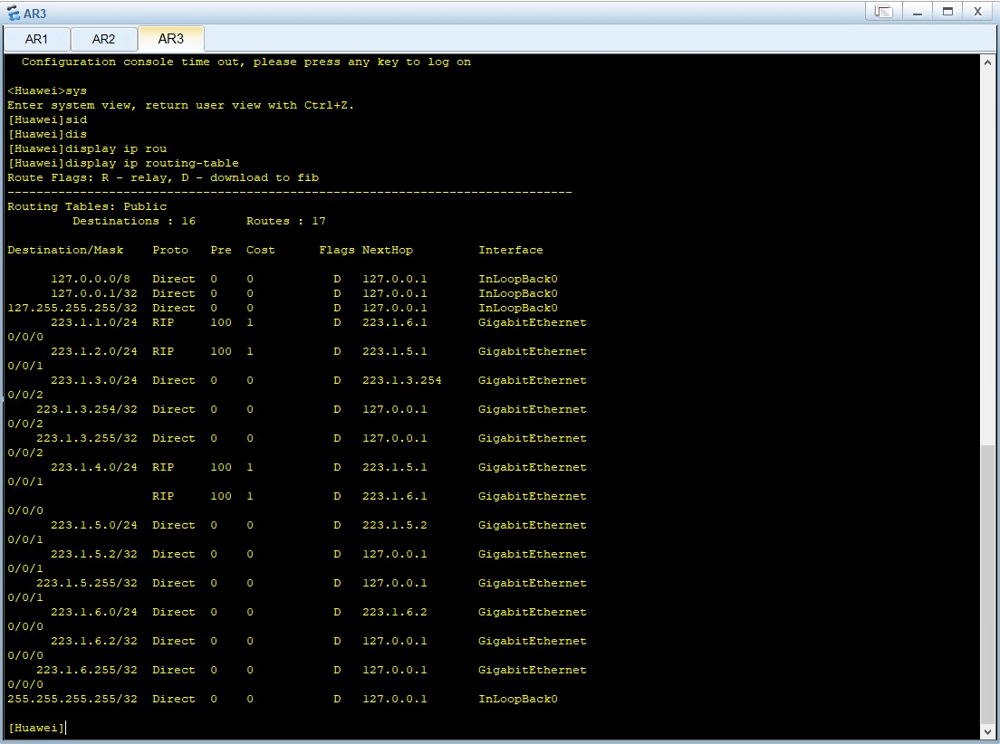 AR3
AR1 AR2 AR3
Configuration console time out, please press any key to log on
<Huawei>sys
Enter system view, return user view with Ctrl+Z.
[Huawei]sid
[Huawei]dis
[Huawei]display ip rou
[Huawei]display ip routing-table
Route Flags: R - relay, D - download to fib
------------------------------------------------------------------------------
Routing Tables: Public
         Destinations : 16       Routes : 17
Destination/Mask    Proto   Pre  Cost      Flags NextHop         Interface
      127.0.0.0/8   Direct  0    0           D   127.0.0.1       InLoopBack0
      127.0.0.1/32  Direct  0    0           D   127.0.0.1       InLoopBack0
127.255.255.255/32  Direct  0    0           D   127.0.0.1       InLoopBack0
      223.1.1.0/24  RIP     100  1           D   223.1.6.1       GigabitEthernet
0/0/0
      223.1.2.0/24  RIP     100  1           D   223.1.5.1       GigabitEthernet
0/0/1
      223.1.3.0/24  Direct  0    0           D   223.1.3.254     GigabitEthernet
0/0/2
    223.1.3.254/32  Direct  0    0           D   127.0.0.1       GigabitEthernet
0/0/2
    223.1.3.255/32  Direct  0    0           D   127.0.0.1       GigabitEthernet
0/0/2
      223.1.4.0/24  RIP     100  1           D   223.1.5.1       GigabitEthernet
0/0/1
                    RIP     100  1           D   223.1.6.1       GigabitEthernet
0/0/0
      223.1.5.0/24  Direct  0    0           D   223.1.5.2       GigabitEthernet
0/0/1
      223.1.5.2/32  Direct  0    0           D   127.0.0.1       GigabitEthernet
0/0/1
    223.1.5.255/32  Direct  0    0           D   127.0.0.1       GigabitEthernet
0/0/1
      223.1.6.0/24  Direct  0    0           D   223.1.6.2       GigabitEthernet
0/0/0
      223.1.6.2/32  Direct  0    0           D   127.0.0.1       GigabitEthernet
0/0/0
    223.1.6.255/32  Direct  0    0           D   127.0.0.1       GigabitEthernet
0/0/0
255.255.255.255/32  Direct  0    0           D   127.0.0.1       InLoopBack0
[Huawei]